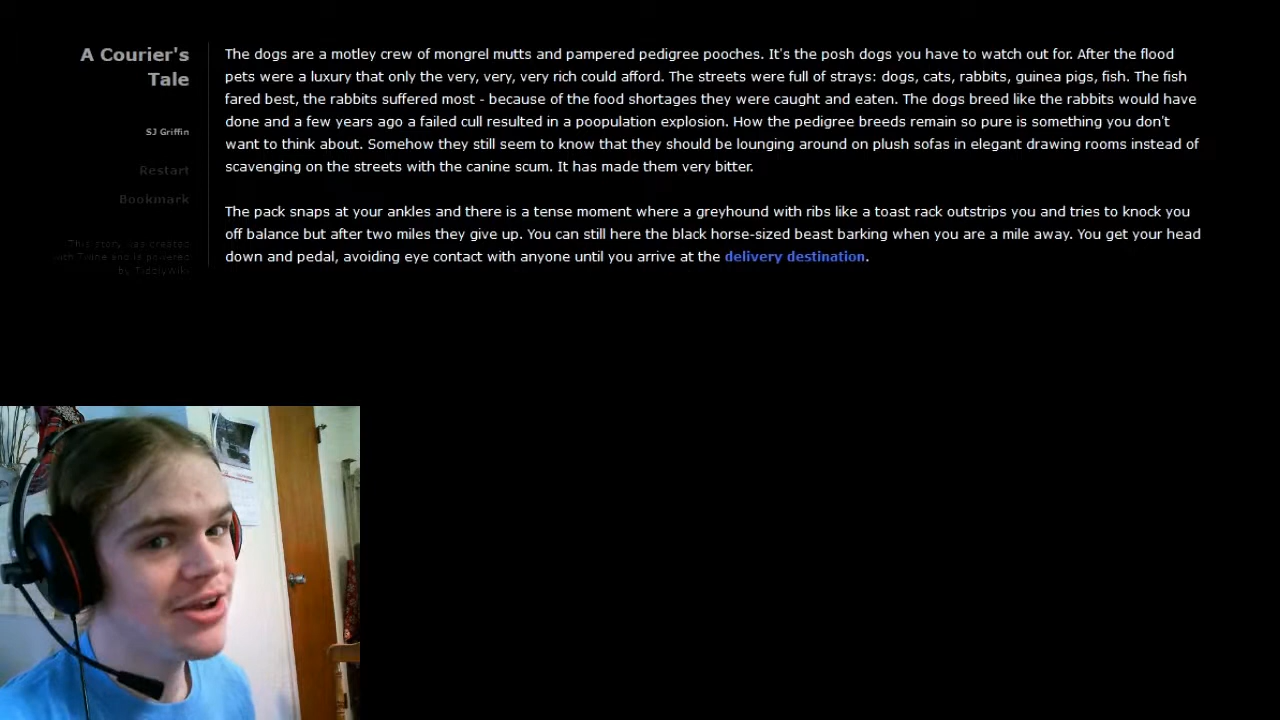 A Courier's
Tale
SJ Griffin
Restart
Bookmark
This story was created
with Twine and is powered
by TiddlyWiki
The dogs are a motley crew of mongrel mutts and pampered pedigree pooches. It's the posh dogs you have to watch out for. After the flood
pets were a luxury that only the very, very, very rich could afford. The streets were full of strays: dogs, cats, rabbits, guinea pigs, fish. The fish
fared best, the rabbits suffered most - because of the food shortages they were caught and eaten. The dogs breed like the rabbits would have
done and a few years ago a failed cull resulted in a poopulation explosion. How the pedigree breeds remain so pure is something you don't
want to think about. Somehow they still seem to know that they should be lounging around on plush sofas in elegant drawing rooms instead of
scavenging on the streets with the canine scum. It has made them very bitter.
The pack snaps at your ankles and there is a tense moment where a greyhound with ribs like a toast rack outstrips you and tries to knock you
off balance but after two miles they give up. You can still here the black horse-sized beast barking when you are a mile away. You get your head
down and pedal, avoiding eye contact with anyone until you arrive at the delivery destination.